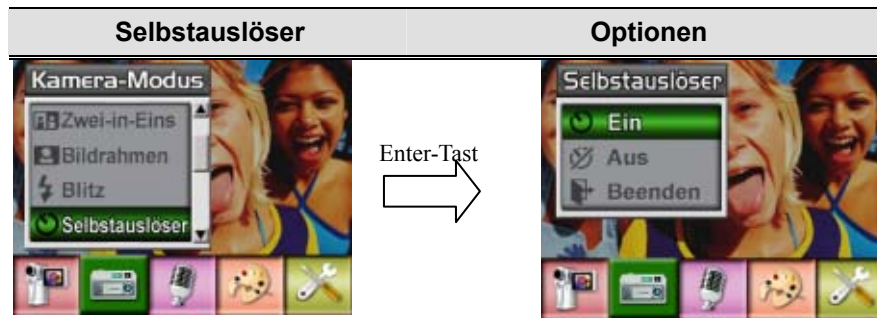 Selbstauslöser
Optionen
Kamera-Modus
Zwei-in-Eins
Bildrahmen
Blitz
Selbstauslöser
Enter-Tast
Selbstauslöser
Ein
Aus
Beenden